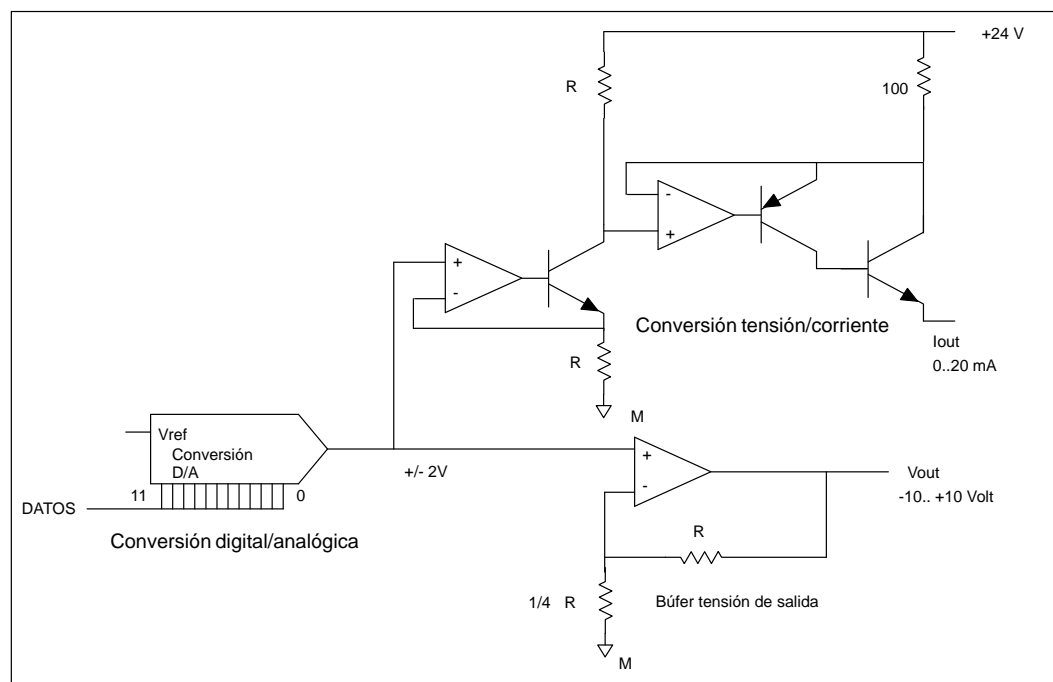 +24 V
R
100
-
+
+
-
Conversión tensión/corriente
Iout
0..20 mA
R
M
Vref
Conversión
D/A
11
0
DATOS
+/- 2V
+
-
Vout
-10.. +10 Volt
Conversión digital/analógica
R
1/4 R
Búfer tensión de salida
M